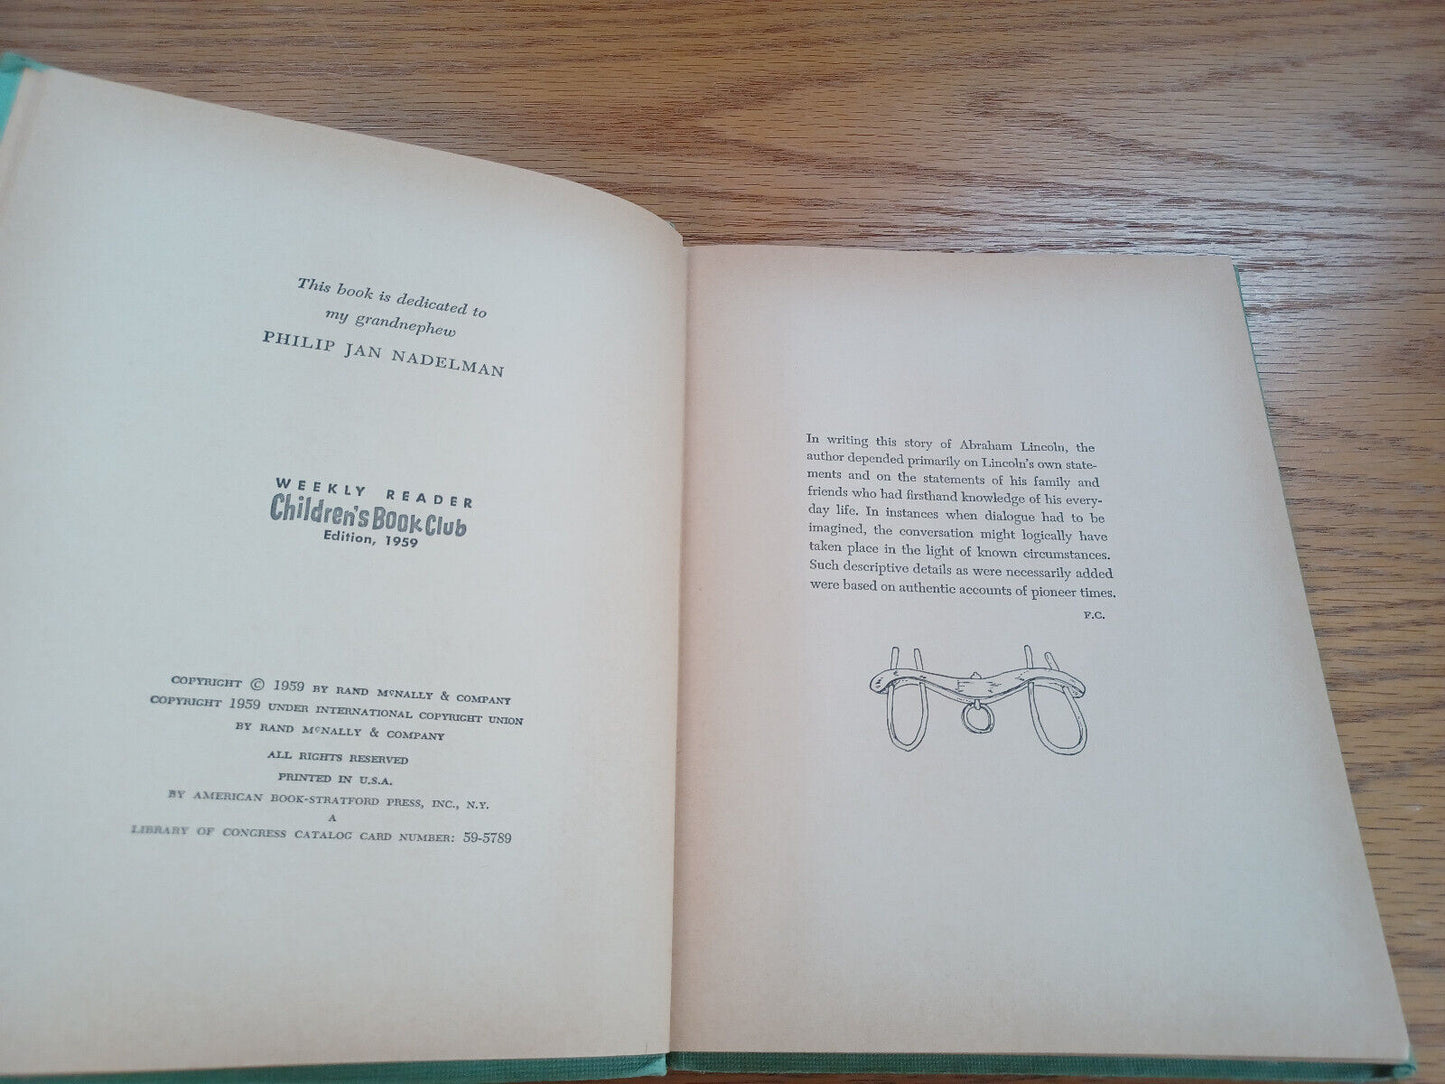 This book is dedicated to
my grandnephew
PHILIP JAN NADELMAN
WEEKLY READER
Children's Book Club
Edition, 1959
COPYRIGHT © 1959 BY RAND MCNALLY & COMPANY
COPYRIGHT 1959 UNDER INTERNATIONAL COPYRIGHT UNION
BY RAND MCNALLY & COMPANY
ALL RIGHTS RESERVED
PRINTED IN U.S.A.
BY AMERICAN BOOK-STRATFORD PRESS, INC., N.Y.
A
LIBRARY OF CONGRESS CATALOG CARD NUMBER: 59-5789
In writing this story of Abraham Lincoln, the
author depended primarily on Lincoln's own state-
ments and on the statements of his family and
friends who had firsthand knowledge of his every-
day life. In instances when dialogue had to be
imagined, the conversation might logically have
taken place in the light of known circumstances.
Such descriptive details as were necessarily added
were based on authentic accounts of pioneer times.
F.C.